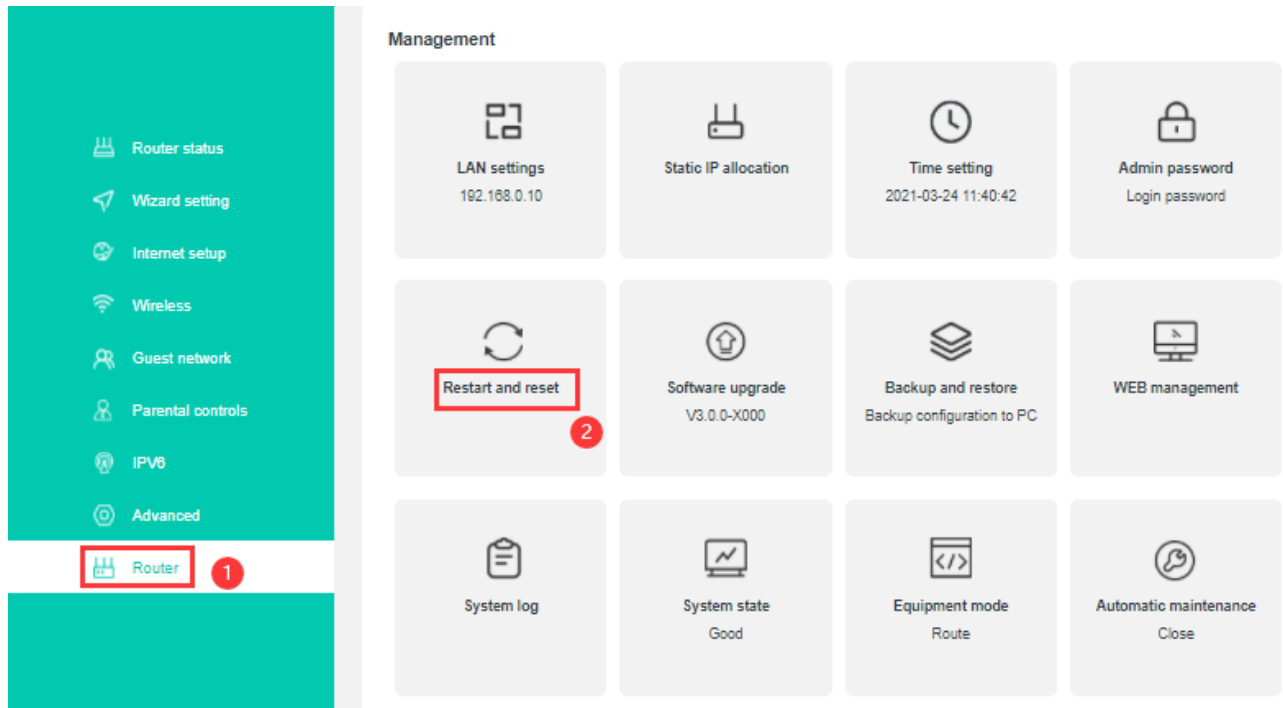 Management
Router status
Wizard setting
Internet setup
Wireless
Guest network
Parental controls
IPV6
Advanced
Router
1
LAN settings
192.168.0.10
Static IP allocation
Time setting
2021-03-24 11:40:42
Admin password
Login password
Restart and reset
2
Software upgrade
V3.0.0-X000
Backup and restore
Backup configuration to PC
WEB management
System log
System state
Good
Equipment mode
Route
Automatic maintenance
Close